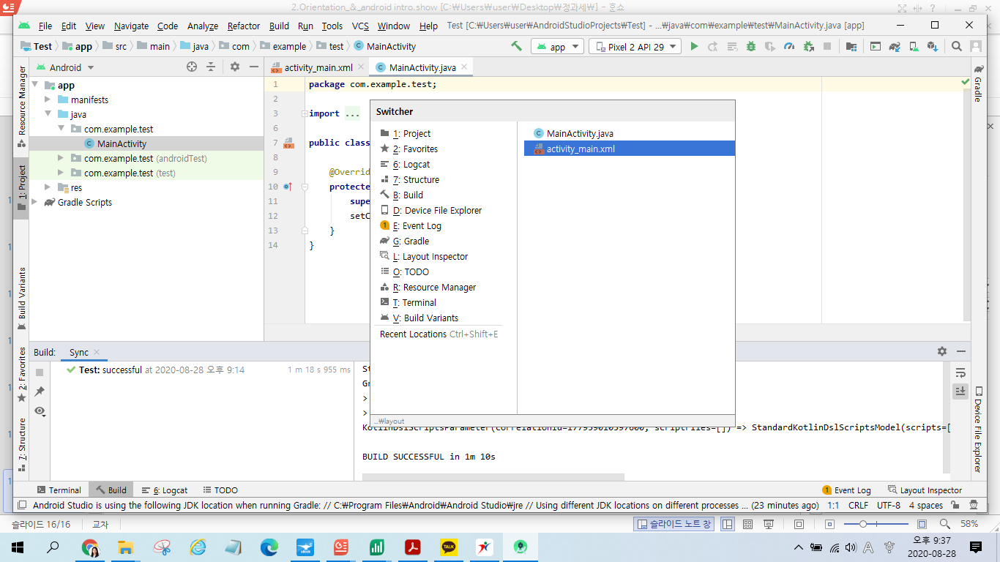 2.Orientation_&_android intro.show [C:₩Users₩user₩Desktop₩정과세₩] - 한쇼
File Edit View Navigate Code Analyze Refactor Build Run Tools VCS Window Help Test [C:₩Users₩user₩AndroidStudioProjects₩Test] - ...₩java₩com₩example₩test₩MainActivity.java [app]
Test app src main java com example test MainActivity app Pixel 2 API 29
Android
activity_main.xml
MainActivity.java
Resource Manager
1: Project
Build Variants
2: Favorites
7: Structure
app
manifests
java
com.example.test
MainActivity
com.example.test (androidTest)
com.example.test (test)
res
Gradle Scripts
1 package com.example.test;
2
3 import ...
6
7 public class
8
9 @Overrid
10 protecte
11 supe
12 setC
13 }
14 }
Switcher
1: Project
2: Favorites
6: Logcat
7: Structure
B: Build
D: Device File Explorer
E: Event Log
G: Gradle
L: Layout Inspector
O: TODO
R: Resource Manager
T: Terminal
V: Build Variants
Recent Locations Ctrl+Shift+E
MainActivity.java
activity_main.xml
...₩layout
Gradle
Device File Explorer
Build: Sync
Test: successful at 2020-08-28 오후 9:14 1 m 18 s 955 ms
St
Gr
>
>
KotlinDslScriptsParameter(correlationId=177959010597600, scriptFiles=[]) => StandardKotlinDslScriptsModel(scripts=[
BUILD SUCCESSFUL in 1m 10s
Terminal Build 6: Logcat TODO Event Log Layout Inspector
Android Studio is using the following JDK location when running Gradle: // C:₩Program Files₩Android₩Android Studio₩jre // Using different JDK locations on different processes ... (23 minutes ago) 1:1 CRLF UTF-8 4 spaces
슬라이드 16/16 교자 슬라이드 노트 창 58%
TALK
A
오후 9:37
2020-08-28